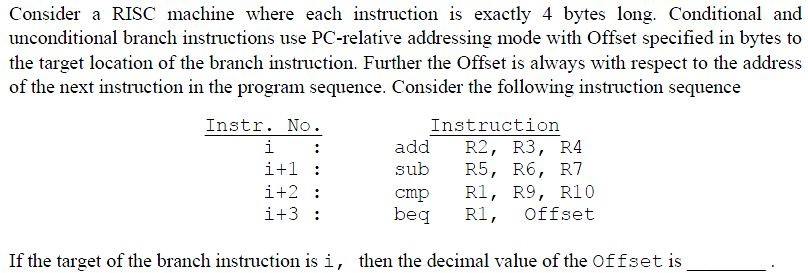 Consider a RISC machine where each instruction is exactly 4 bytes long. Conditional and
unconditional branch instructions use PC-relative addressing mode with Offset specified in bytes to
the target location of the branch instruction. Further the Offset is always with respect to the address
of the next instruction in the program sequence. Consider the following instruction sequence
Instr. No. Instruction
i : add R2, R3, R4
i+1 : sub R5, R6, R7
i+2 : cmp R1, R9, R10
i+3 : beq R1, Offset
If the target of the branch instruction is i, then the decimal value of the Offset is ________ .